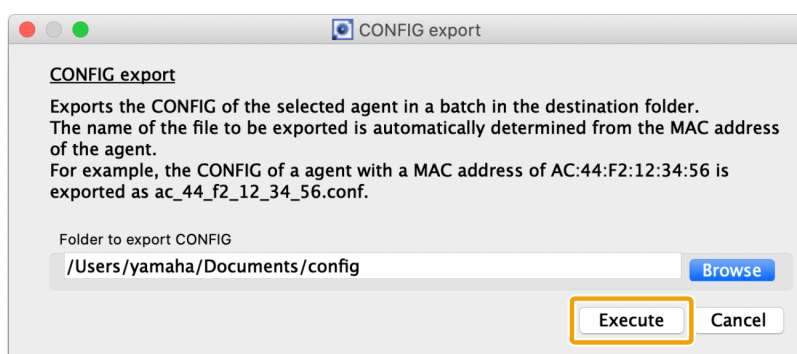 CONFIG export
CONFIG export
Exports the CONFIG of the selected agent in a batch in the destination folder.
The name of the file to be exported is automatically determined from the MAC address
of the agent.
For example, the CONFIG of a agent with a MAC address of AC:44:F2:12:34:56 is
exported as ac_44_f2_12_34_56.conf.
Folder to export CONFIG
/Users/yamaha/Documents/config Browse
Execute Cancel